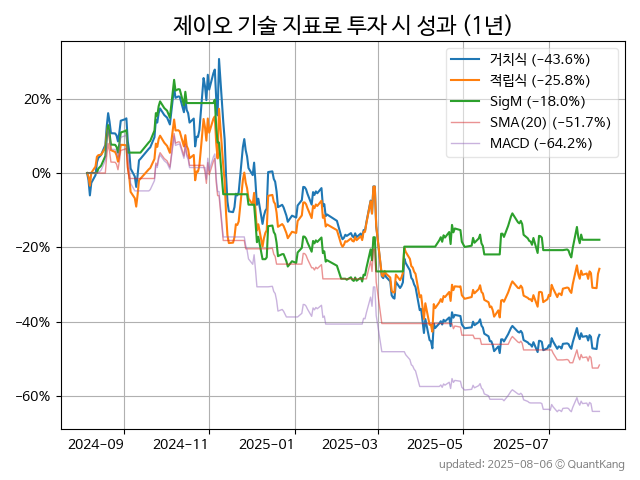 제이오 기술 지표로 투자 시 성과 (1년)
거치식 (−43.6%)
적립식 (−25.8%)
SigM (−18.0%)
SMA(20) (−51.7%)
MACD (−64.2%)
20%
0%
−20%
−40%
−60%
2024−09
2024−11
2025−01
2025−03
2025−05
2025−07
updated: 2025-08-06 © QuantKang